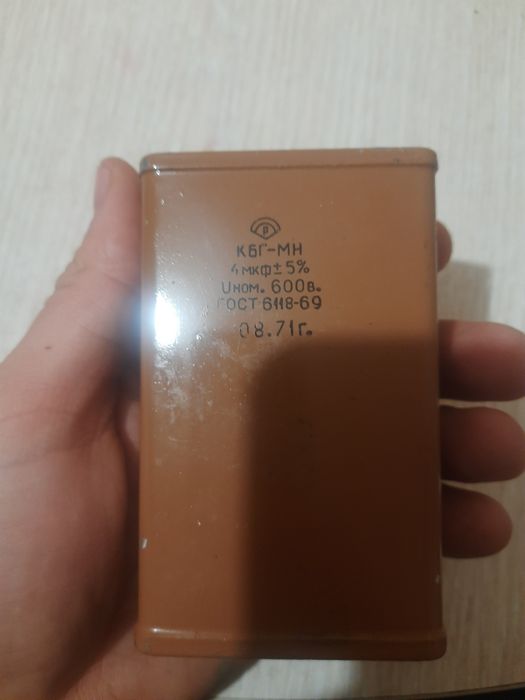 Р
КБГ-МН
4мкф±5%
Uном. 600в.
ГОСТ 6118-69
08.71г.